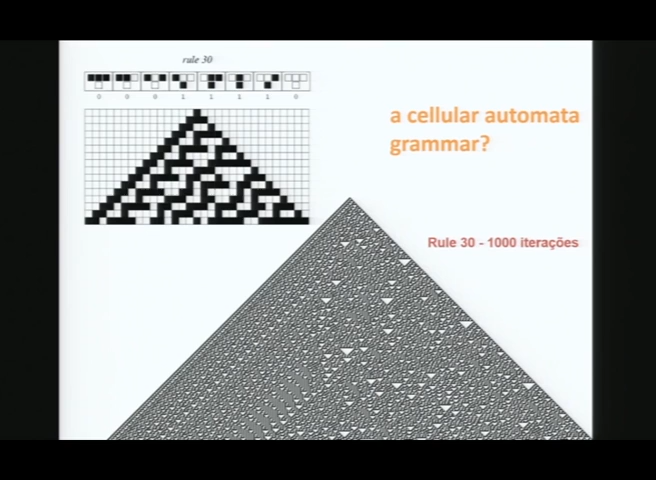 rule 30
0 0 0 1 1 1 1 0
a cellular automata
grammar?
Rule 30 - 1000 iterações